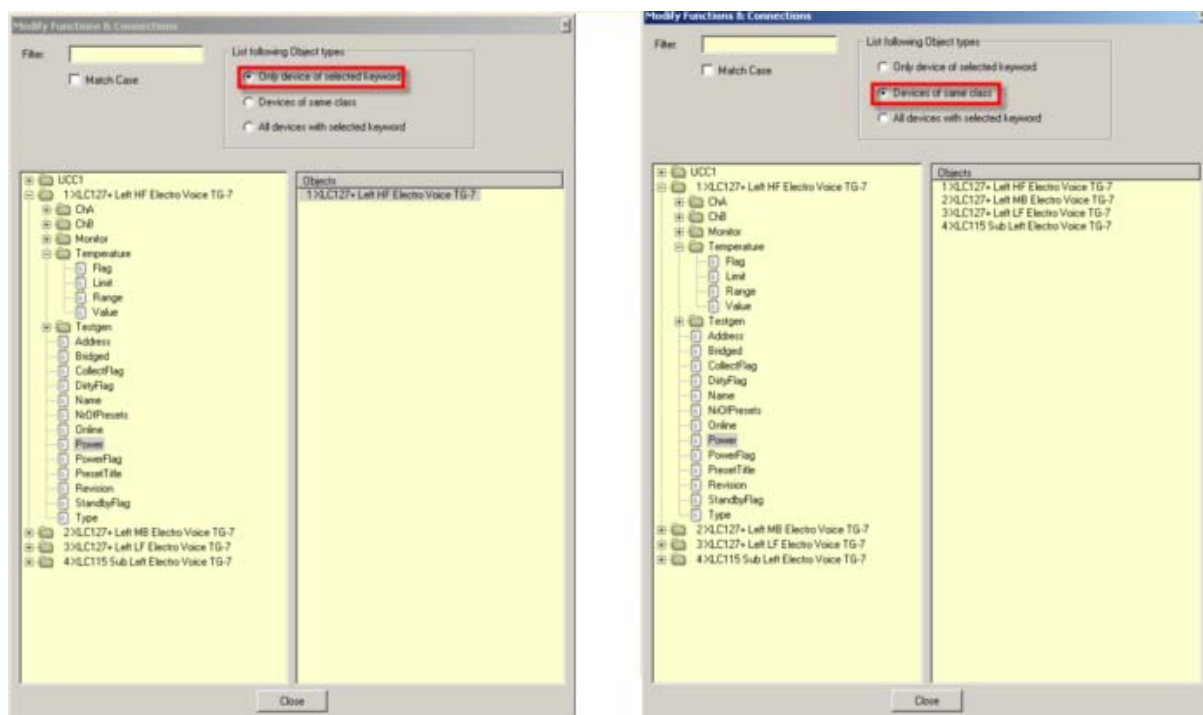 Modify Functions & Connections
Filter:
Match Case
List following Object types
Only device of selected keyword
Devices of same class
All devices with selected keyword
UCC1
1 XLC127+ Left HF Electro Voice TG-7
ChA
ChB
Monitor
Temperature
Flag
Limit
Range
Value
Testgen
Address
Bridged
CollectFlag
DirtyFlag
Name
NrOfPresets
Online
Power
PowerFlag
PresetTitle
Revision
StandbyFlag
Type
2 XLC127+ Left MB Electro Voice TG-7
3 XLC127+ Left LF Electro Voice TG-7
4 XLC115 Sub Left Electro Voice TG-7
Objects
1 XLC127+ Left HF Electro Voice TG-7
Close
Modify Functions & Connections
Filter:
Match Case
List following Object types
Only device of selected keyword
Devices of same class
All devices with selected keyword
UCC1
1 XLC127+ Left HF Electro Voice TG-7
ChA
ChB
Monitor
Temperature
Flag
Limit
Range
Value
Testgen
Address
Bridged
CollectFlag
DirtyFlag
Name
NrOfPresets
Online
Power
PowerFlag
PresetTitle
Revision
StandbyFlag
Type
2 XLC127+ Left MB Electro Voice TG-7
3 XLC127+ Left LF Electro Voice TG-7
4 XLC115 Sub Left Electro Voice TG-7
Objects
1 XLC127+ Left HF Electro Voice TG-7
2 XLC127+ Left MB Electro Voice TG-7
3 XLC127+ Left LF Electro Voice TG-7
4 XLC115 Sub Left Electro Voice TG-7
Close